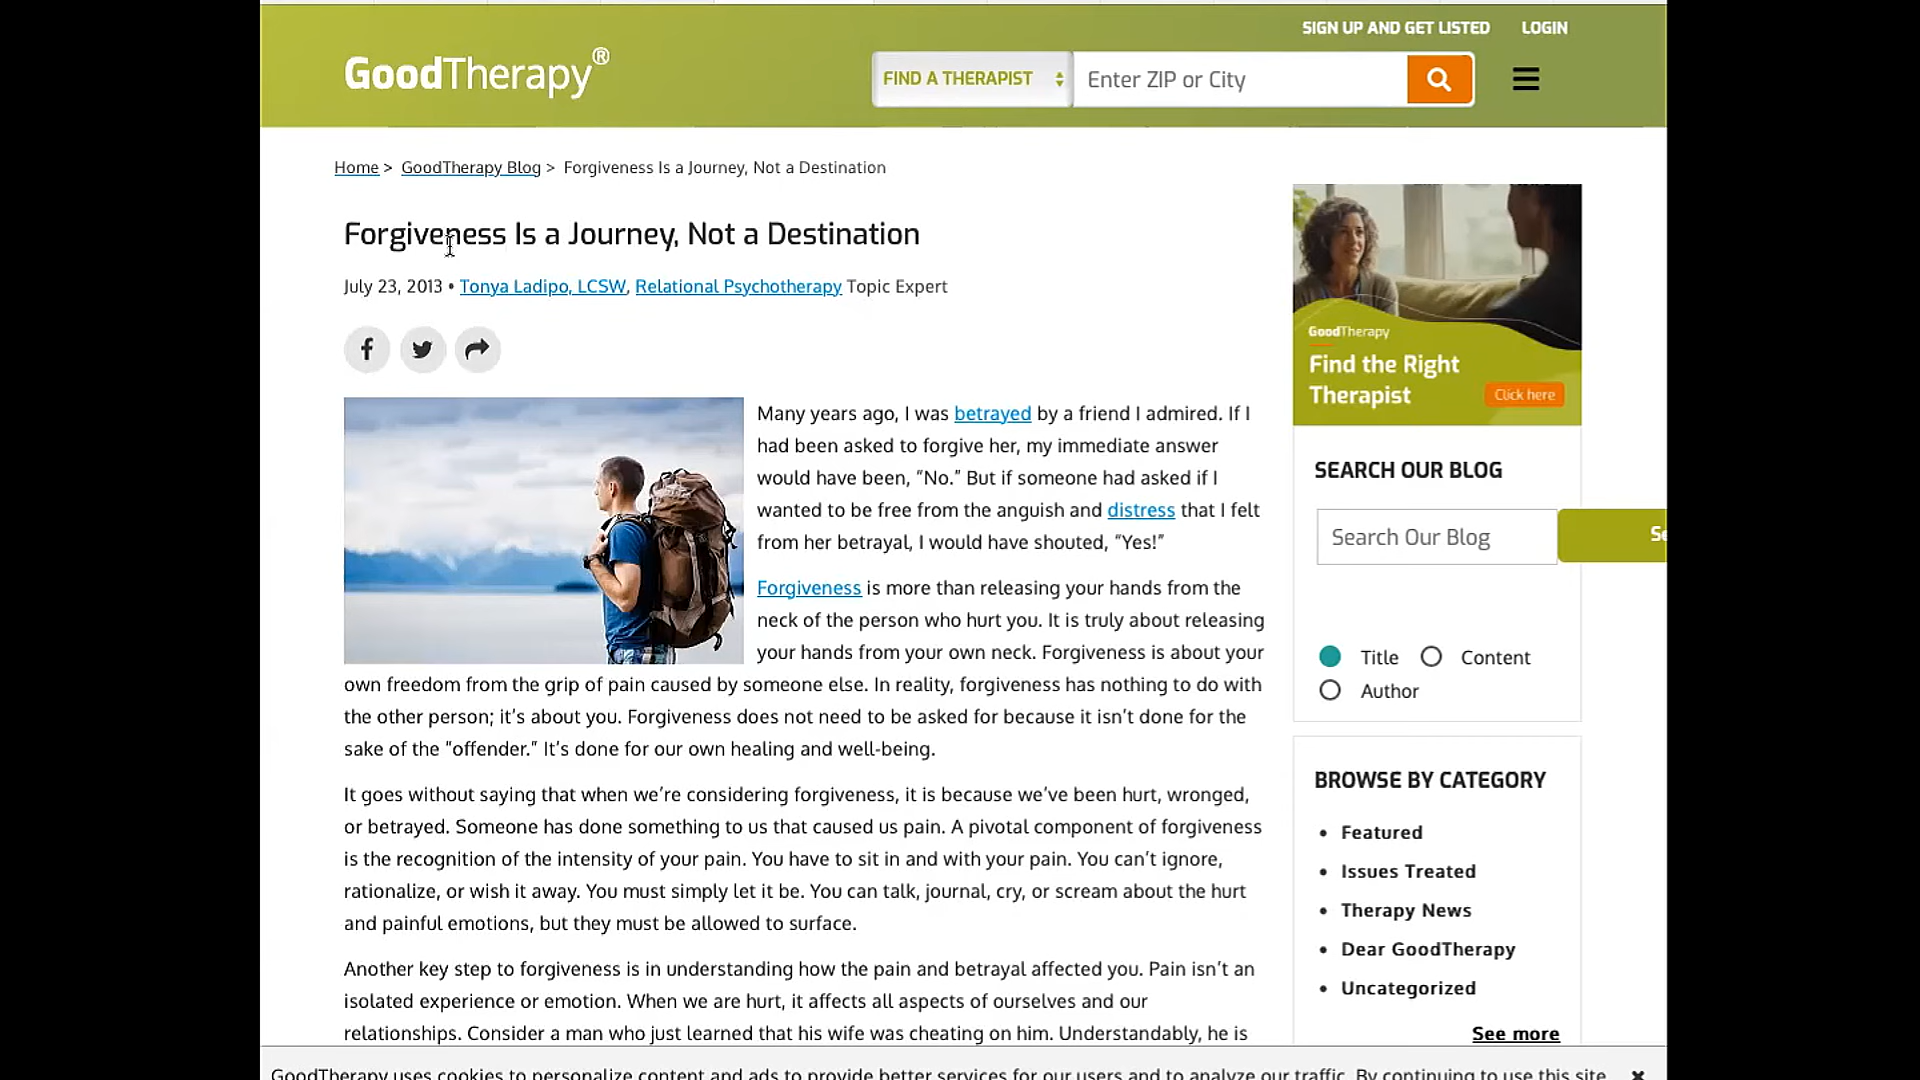 SIGN UP AND GET LISTED LOGIN
GoodTherapy®
FIND A THERAPIST Enter ZIP or City
Home > GoodTherapy Blog > Forgiveness Is a Journey, Not a Destination
Forgiveness Is a Journey, Not a Destination
July 23, 2013 • Tonya Ladipo, LCSW, Relational Psychotherapy Topic Expert
Many years ago, I was betrayed by a friend I admired. If I
had been asked to forgive her, my immediate answer
would have been, “No.” But if someone had asked if I
wanted to be free from the anguish and distress that I felt
from her betrayal, I would have shouted, “Yes!”
Forgiveness is more than releasing your hands from the
neck of the person who hurt you. It is truly about releasing
your hands from your own neck. Forgiveness is about your
own freedom from the grip of pain caused by someone else. In reality, forgiveness has nothing to do with
the other person; it’s about you. Forgiveness does not need to be asked for because it isn’t done for the
sake of the “offender.” It’s done for our own healing and well-being.
It goes without saying that when we’re considering forgiveness, it is because we’ve been hurt, wronged,
or betrayed. Someone has done something to us that caused us pain. A pivotal component of forgiveness
is the recognition of the intensity of your pain. You have to sit in and with your pain. You can’t ignore,
rationalize, or wish it away. You must simply let it be. You can talk, journal, cry, or scream about the hurt
and painful emotions, but they must be allowed to surface.
Another key step to forgiveness is in understanding how the pain and betrayal affected you. Pain isn’t an
isolated experience or emotion. When we are hurt, it affects all aspects of ourselves and our
relationships. Consider a man who just learned that his wife was cheating on him. Understandably, he is
GoodTherapy
Find the Right
Therapist
Click here
SEARCH OUR BLOG
Search Our Blog
Se
Title Content
Author
BROWSE BY CATEGORY
• Featured
• Issues Treated
• Therapy News
• Dear GoodTherapy
• Uncategorized
See more
GoodTherapy uses cookies to personalize content and ads to provide better services for our users and to analyze our traffic. By continuing to use this site